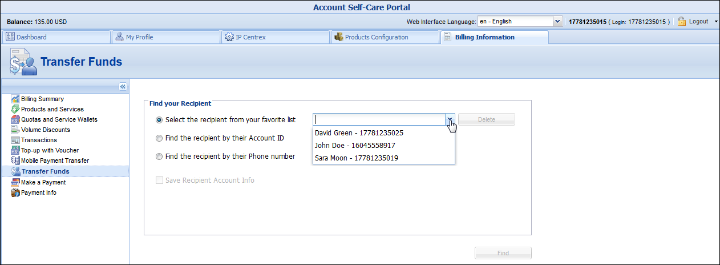 Account Self-Care Portal
Balance: 135.00 USD
Web Interface Language: en - English 17781235015 ( Login: 17781235015 ) Logout
Dashboard My Profile IP Centrex Products Configuration Billing Information
Transfer Funds
Billing Summary
Products and Services
Quotas and Service Wallets
Volume Discounts
Transactions
Top-up with Voucher
Mobile Payment Transfer
Transfer Funds
Make a Payment
Payment Info
Find your Recipient
Select the recipient from your favorite list Delete
David Green - 17781235025
Find the recipient by their Account ID
John Doe - 16045558917
Find the recipient by their Phone number
Sara Moon - 17781235019
Save Recipient Account Info
Find